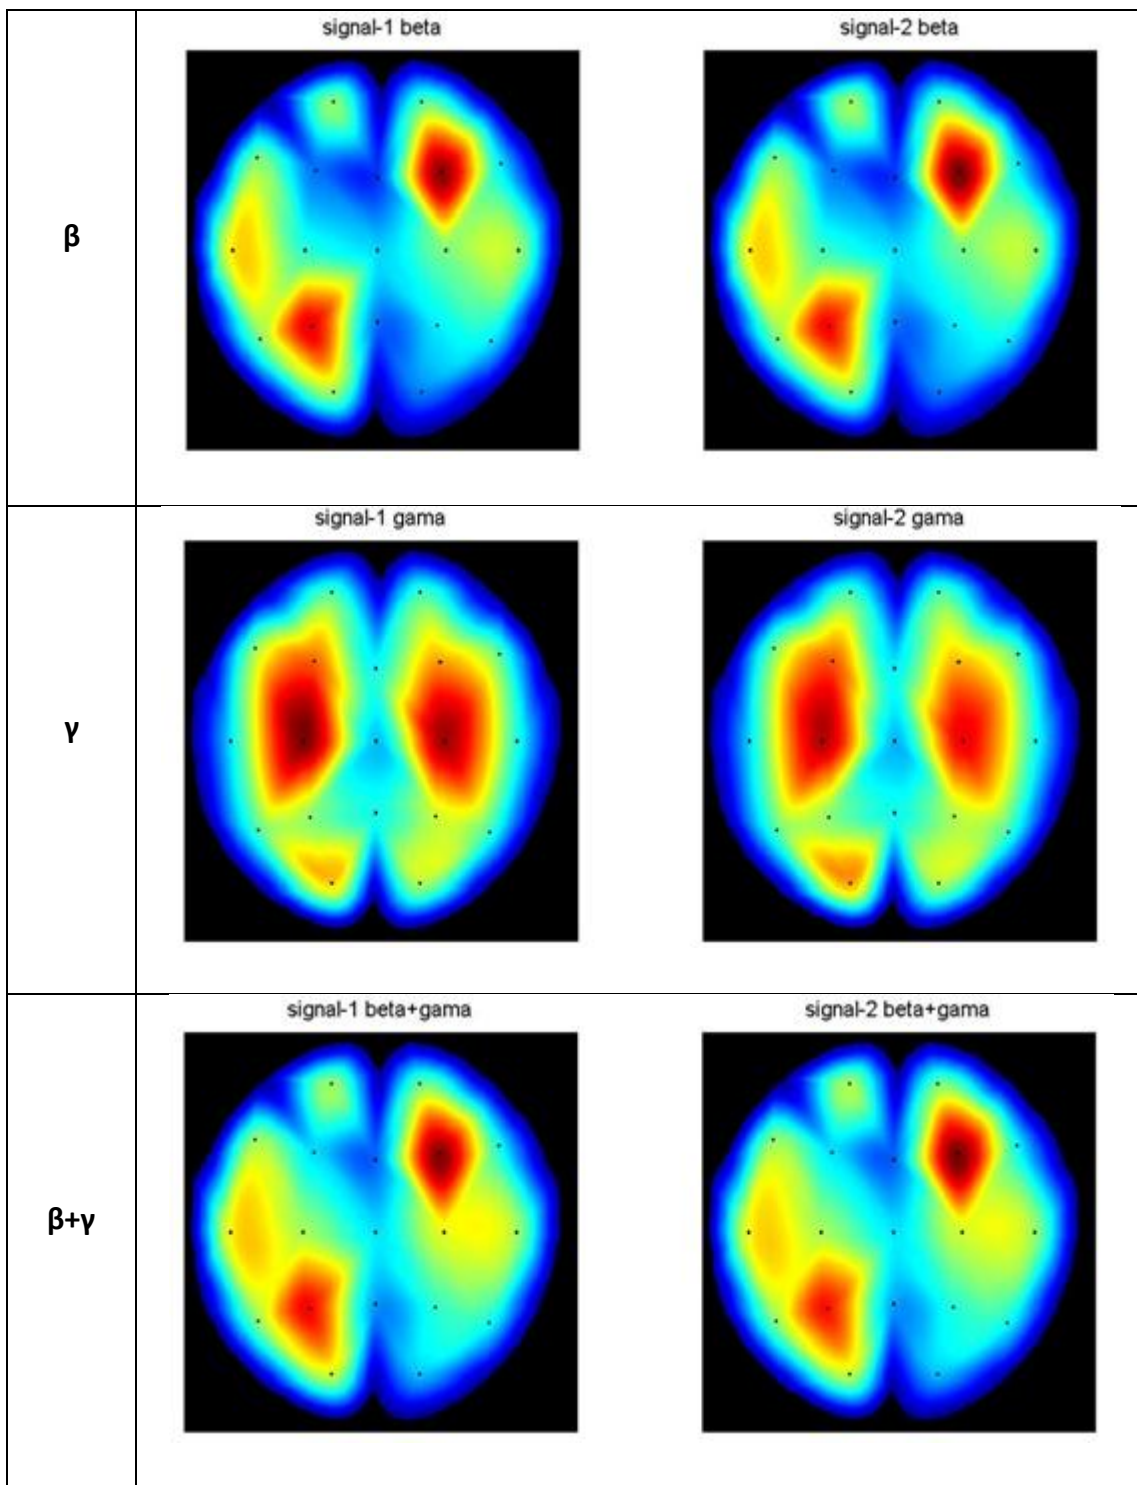 signal-1 beta
signal-2 beta
β
signal-1 gama
signal-2 gama
γ
signal-1 beta+gama
signal-2 beta+gama
β+γ